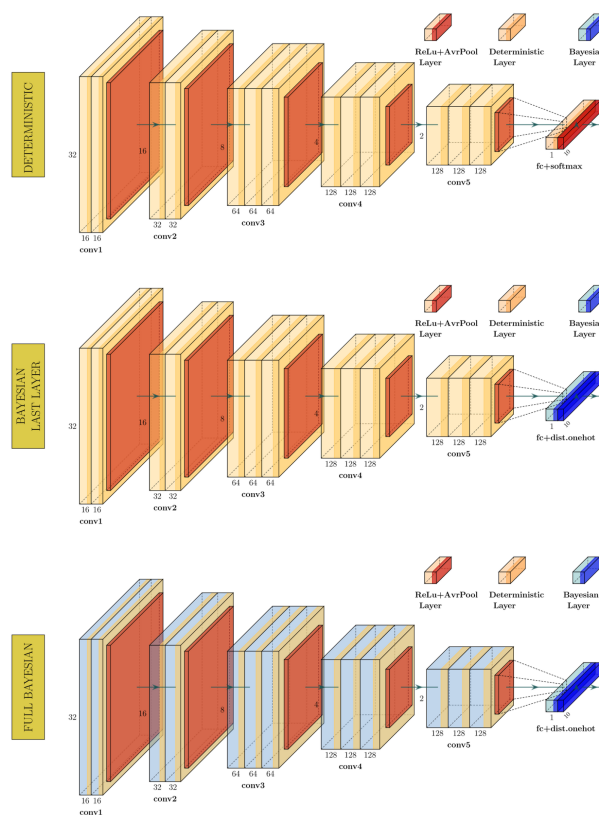 ReLu+AvrPool
Layer
Deterministic
Layer
Bayesian
Layer
DETERMINISTIC
32
16
8
4
2
16 16
conv1
32 32
conv2
64 64 64
conv3
128 128 128
conv4
128 128 128
conv5
1
10
fc+softmax
ReLu+AvrPool
Layer
Deterministic
Layer
Bayesian
Layer
BAYESIAN
LAST LAYER
32
16
8
4
2
16 16
conv1
32 32
conv2
64 64 64
conv3
128 128 128
conv4
128 128 128
conv5
1
10
fc+dist.onehot
ReLu+AvrPool
Layer
Deterministic
Layer
Bayesian
Layer
FULL BAYESIAN
32
16
8
4
2
16 16
conv1
32 32
conv2
64 64 64
conv3
128 128 128
conv4
128 128 128
conv5
1
10
fc+dist.onehot